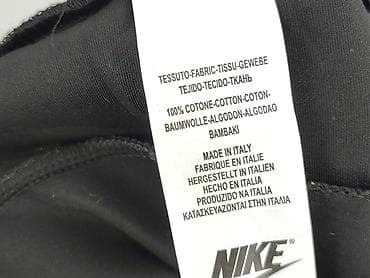 TESSUTO-FABRIC-TISSU-GEWEBE
TEJIDO-TECIDO-ТКАНЬ
100% COTONE-COTTON-COTON-
BAUMWOLLE-ALGODON-ALGODAO
BAMBAKI
MADE IN ITALY
FABRIQUE EN ITALIE
HERGESTELLT IN ITALIEN
HECHO EN ITALIA
PRODUZIDO NA ITALIA
ΚΑΤΑΣΚΕΥΑΖΟΝΤΑΙ ΣΤΗΝ ΙΤΑΛΙΑ
NIKE®